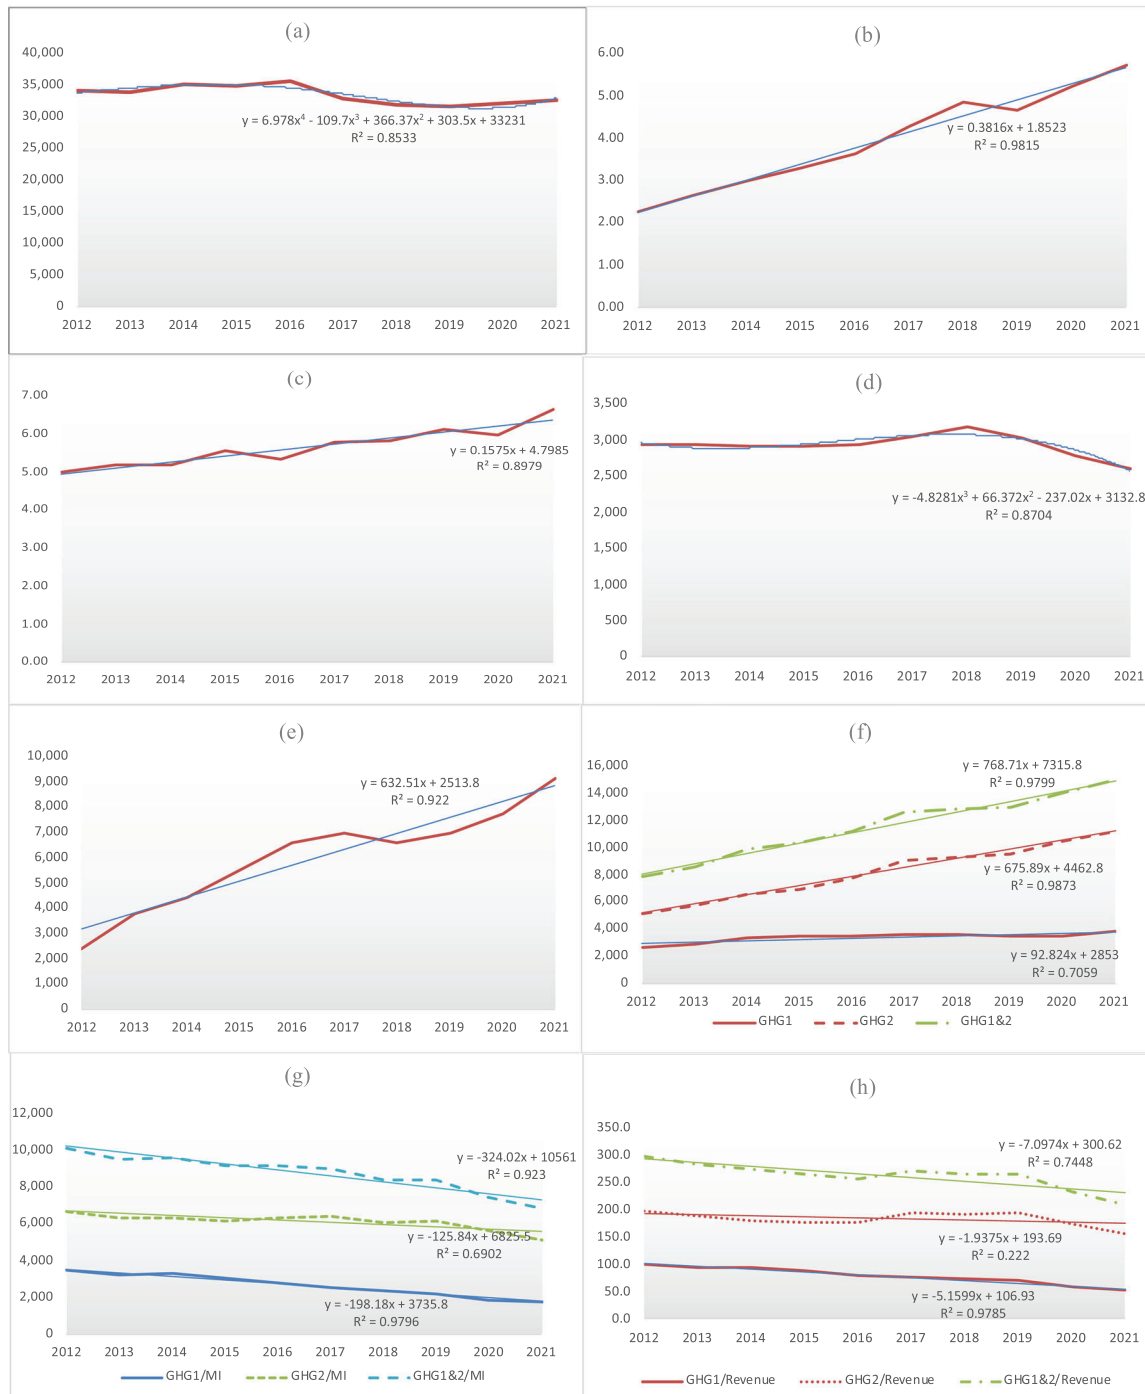 (a)
40,000
35,000
30,000
25,000
20,000
15,000
10,000
5,000
0
y = 6.978x⁴ - 109.7x³ + 366.37x² + 303.5x + 33231
R² = 0.8533
2012 2013 2014 2015 2016 2017 2018 2019 2020 2021
(b)
6.00
5.00
4.00
3.00
2.00
1.00
0.00
y = 0.3816x + 1.8523
R² = 0.9815
2012 2013 2014 2015 2016 2017 2018 2019 2020 2021
(c)
7.00
6.00
5.00
4.00
3.00
2.00
1.00
0.00
y = 0.1575x + 4.7985
R² = 0.8979
2012 2013 2014 2015 2016 2017 2018 2019 2020 2021
(d)
3,500
3,000
2,500
2,000
1,500
1,000
500
0
y = -4.8281x³ + 66.372x² - 237.02x + 3132.8
R² = 0.8704
2012 2013 2014 2015 2016 2017 2018 2019 2020 2021
(e)
10,000
9,000
8,000
7,000
6,000
5,000
4,000
3,000
2,000
1,000
0
y = 632.51x + 2513.8
R² = 0.922
2012 2013 2014 2015 2016 2017 2018 2019 2020 2021
(f)
16,000
14,000
12,000
10,000
8,000
6,000
4,000
2,000
0
y = 768.71x + 7315.8
R² = 0.9799
y = 675.89x + 4462.8
R² = 0.9873
y = 92.824x + 2853
R² = 0.7059
2012 2013 2014 2015 2016 2017 2018 2019 2020 2021
GHG1 GHG2 GHG1&2
(g)
12,000
10,000
8,000
6,000
4,000
2,000
0
y = -324.02x + 10561
R² = 0.923
y = -125.84x + 6825.5
R² = 0.6902
y = -198.18x + 3735.8
R² = 0.9796
2012 2013 2014 2015 2016 2017 2018 2019 2020 2021
GHG1/MI GHG2/MI GHG1&2/MI
(h)
350.0
300.0
250.0
200.0
150.0
100.0
50.0
0.0
y = -7.0974x + 300.62
R² = 0.7448
y = -1.9375x + 193.69
R² = 0.222
y = -5.1599x + 106.93
R² = 0.9785
2012 2013 2014 2015 2016 2017 2018 2019 2020 2021
GHG1/Revenue GHG2/Revenue GHG1&2/Revenue